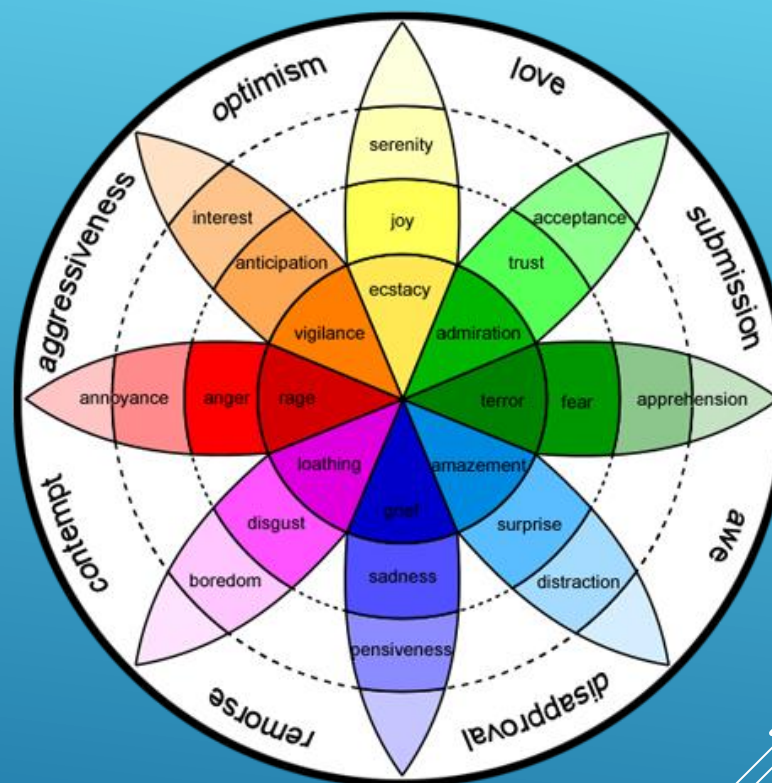 optimism
love
serenity
aggressiveness
interest
joy
acceptance
submission
anticipation
trust
ecstacy
vigilance
admiration
annoyance
anger
rage
terror
fear
apprehension
loathing
amazement
grief
disgust
surprise
contempt
awe
boredom
sadness
distraction
pensiveness
remorse
disapproval